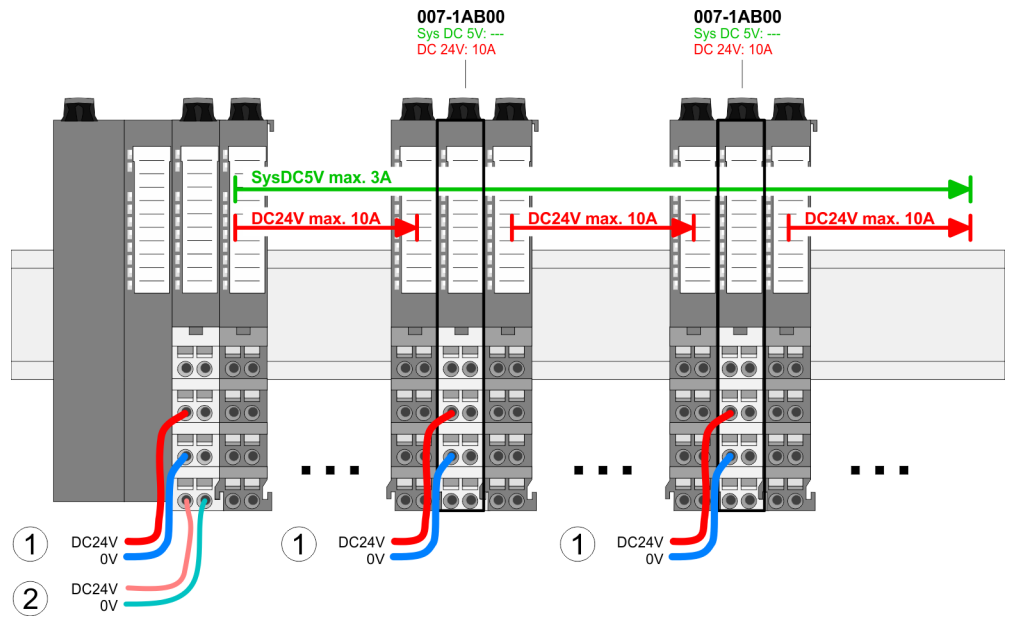 007-1AB00
Sys DC 5V: ---
DC 24V: 10A
007-1AB00
Sys DC 5V: ---
DC 24V: 10A
SysDC5V max. 3A
DC24V max. 10A
DC24V max. 10A
DC24V max. 10A
1
DC24V
0V
1
DC24V
0V
1
DC24V
0V
2
DC24V
0V